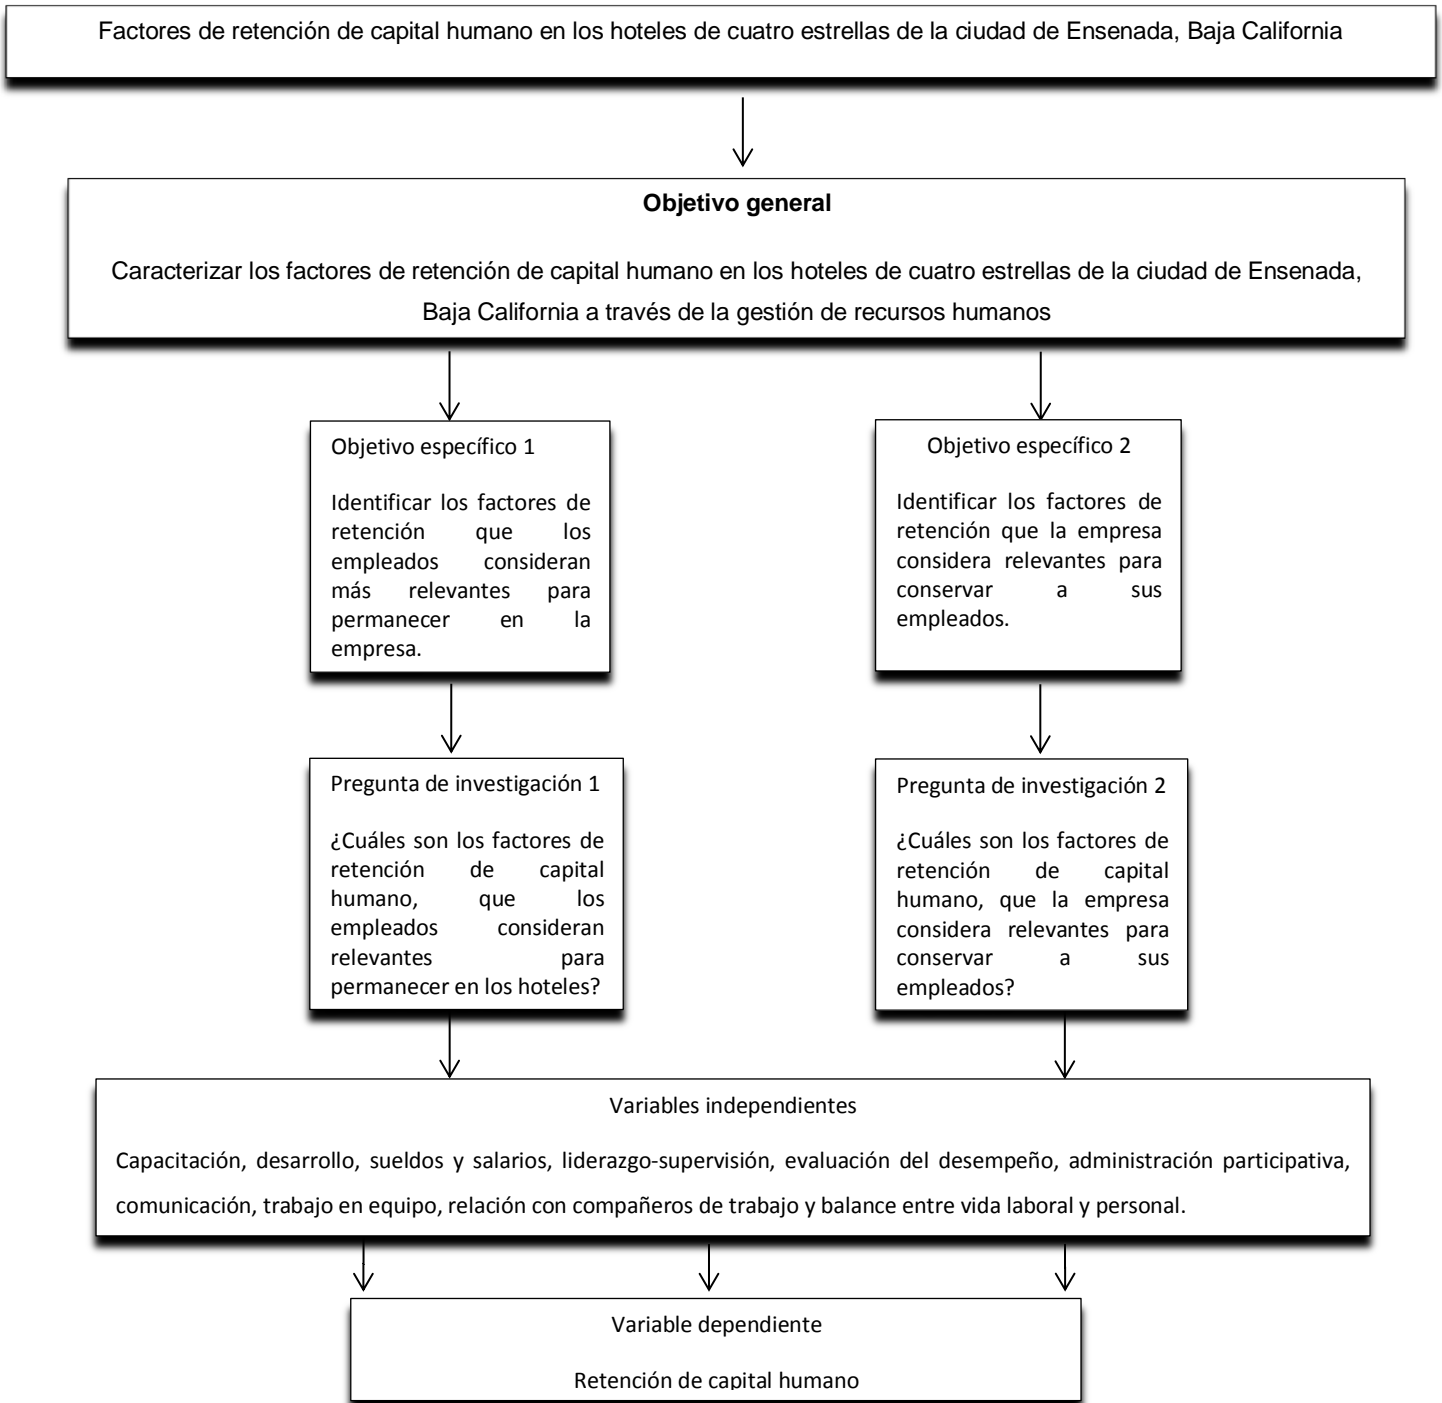 Factores de retención de capital humano en los hoteles de cuatro estrellas de la ciudad de Ensenada, Baja California
Objetivo general
Caracterizar los factores de retención de capital humano en los hoteles de cuatro estrellas de la ciudad de Ensenada,
Baja California a través de la gestión de recursos humanos
Objetivo específico 1
Identificar los factores de
retención que los
empleados consideran
más relevantes para
permanecer en la
empresa.
Objetivo específico 2
Identificar los factores de
retención que la empresa
considera relevantes para
conservar a sus
empleados.
Pregunta de investigación 1
¿Cuáles son los factores de
retención de capital
humano, que los
empleados consideran
relevantes para
permanecer en los hoteles?
Pregunta de investigación 2
¿Cuáles son los factores de
retención de capital
humano, que la empresa
considera relevantes para
conservar a sus
empleados?
Variables independientes
Capacitación, desarrollo, sueldos y salarios, liderazgo-supervisión, evaluación del desempeño, administración participativa,
comunicación, trabajo en equipo, relación con compañeros de trabajo y balance entre vida laboral y personal.
Variable dependiente
Retención de capital humano